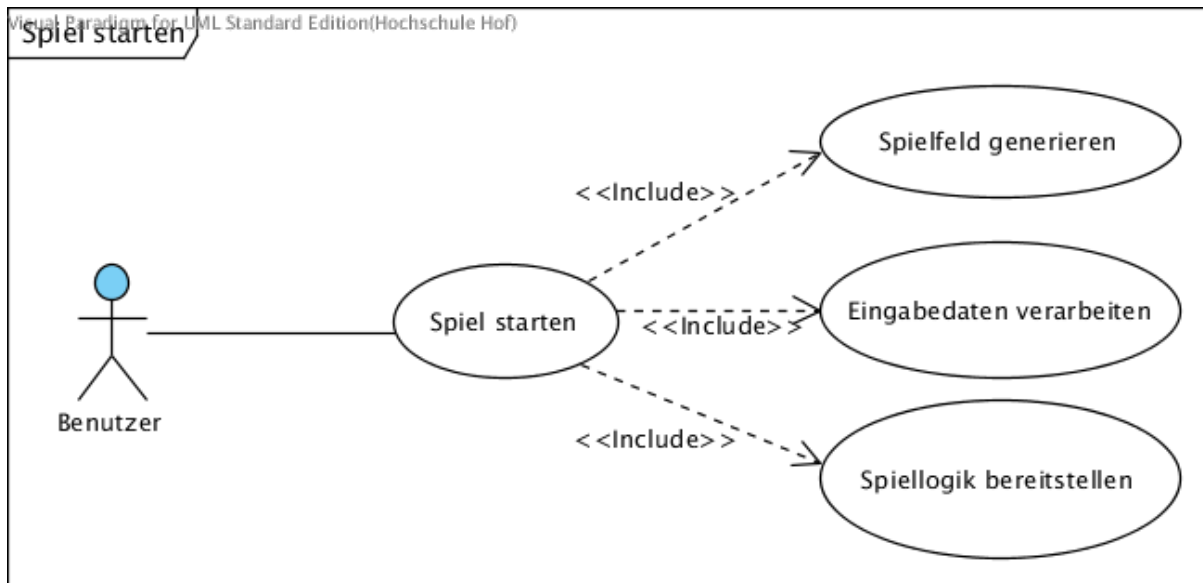 Visual Paradigm for UML Standard Edition(Hochschule Hof)
Spiel starten
Spielfeld generieren
<<Include>>
Spiel starten
<<Include>>
Eingabedaten verarbeiten
Benutzer
<<Include>>
Spiellogik bereitstellen